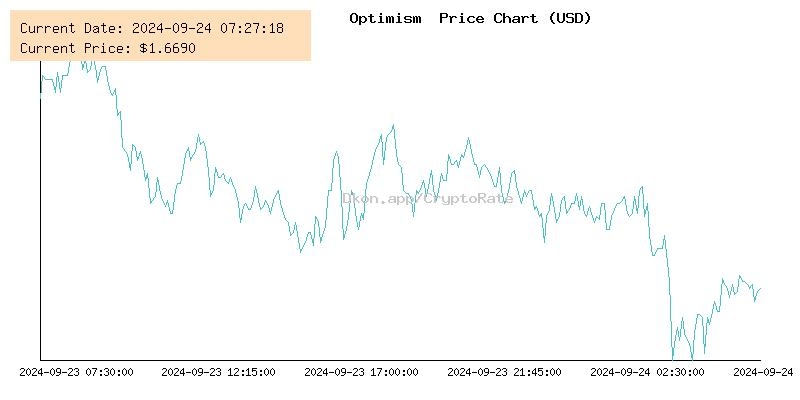 Optimism  Price Chart (USD)
Current Date: 2024-09-24 07:27:18
Current Price: $1.6690
Dkon.app/CryptoRate
2024-09-23 07:30:00 2024-09-23 12:15:00 2024-09-23 17:00:00 2024-09-23 21:45:00 2024-09-24 02:30:00 2024-09-24